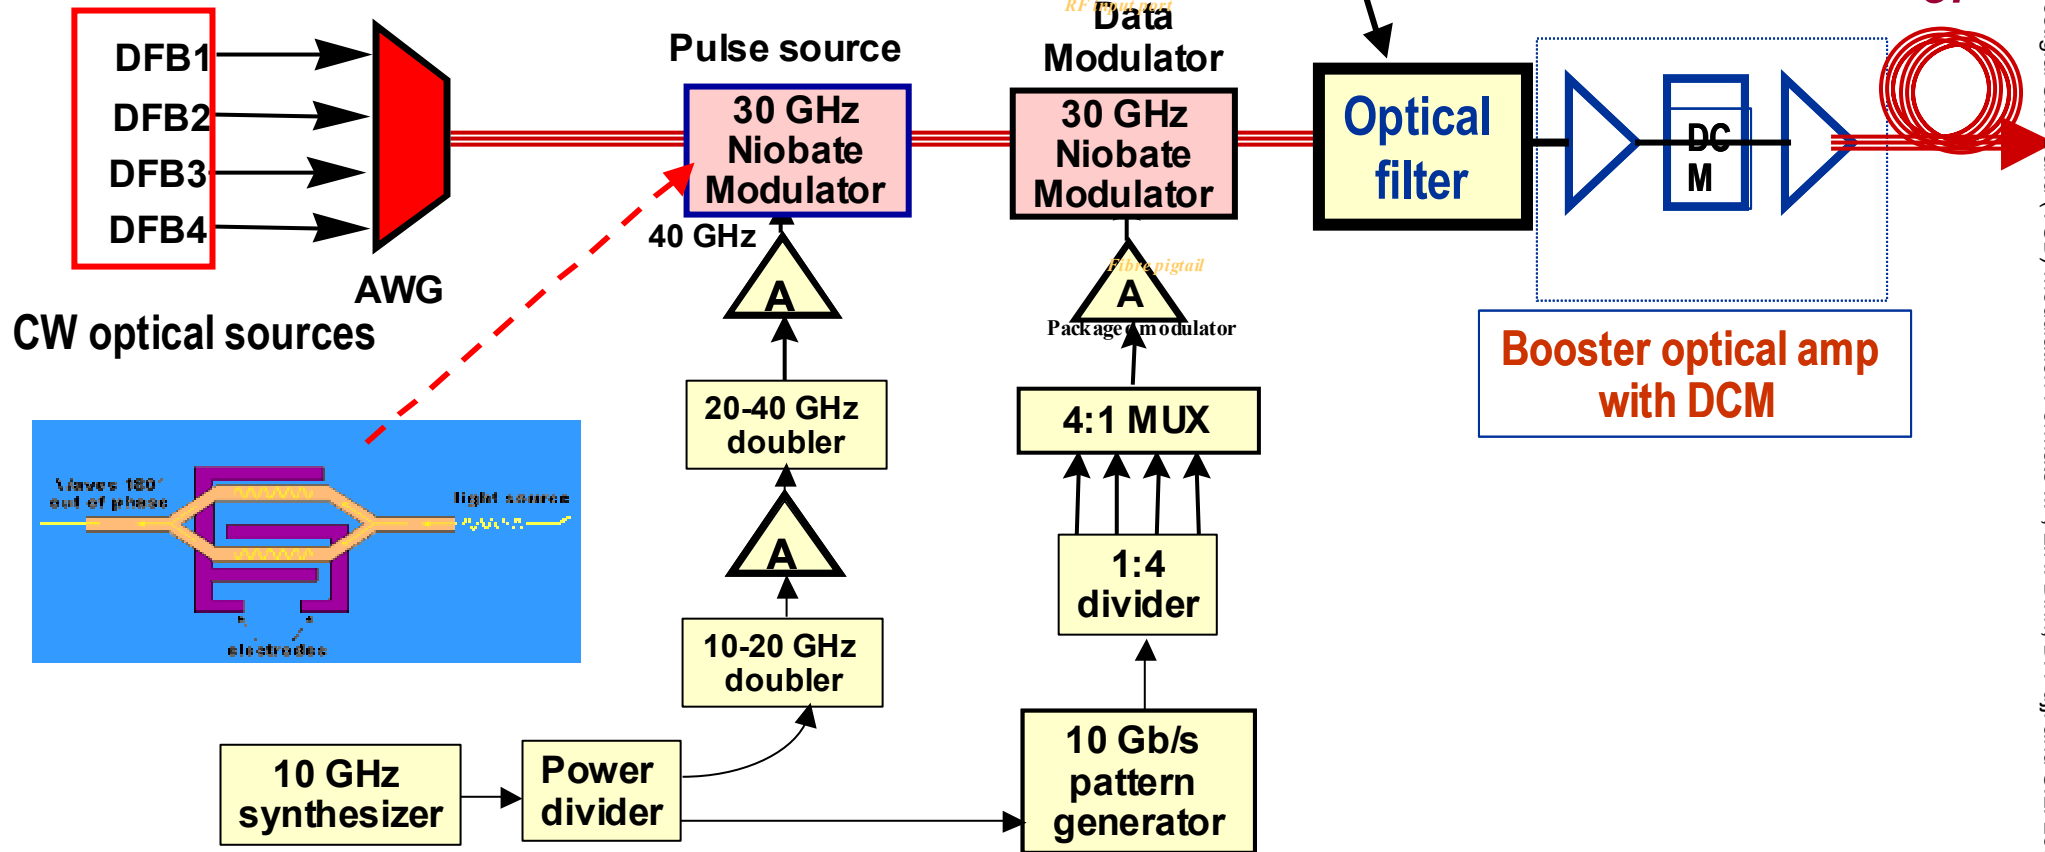 RF input port
Data
Modulator
Pulse source
DFB1
DFB2
DFB3
DFB4
30 GHz
Niobate
Modulator
30 GHz
Niobate
Modulator
Optical
filter
DC
M
40 GHz
AWG
CW optical sources
A
Fibre pigtail
A
Package modulator
Booster optical amp
with DCM
20-40 GHz
doubler
4:1 MUX
Waves 180°
out of phase
light source
electrodes
A
1:4
divider
10-20 GHz
doubler
10 GHz
synthesizer
Power
divider
10 Gb/s
pattern
generator